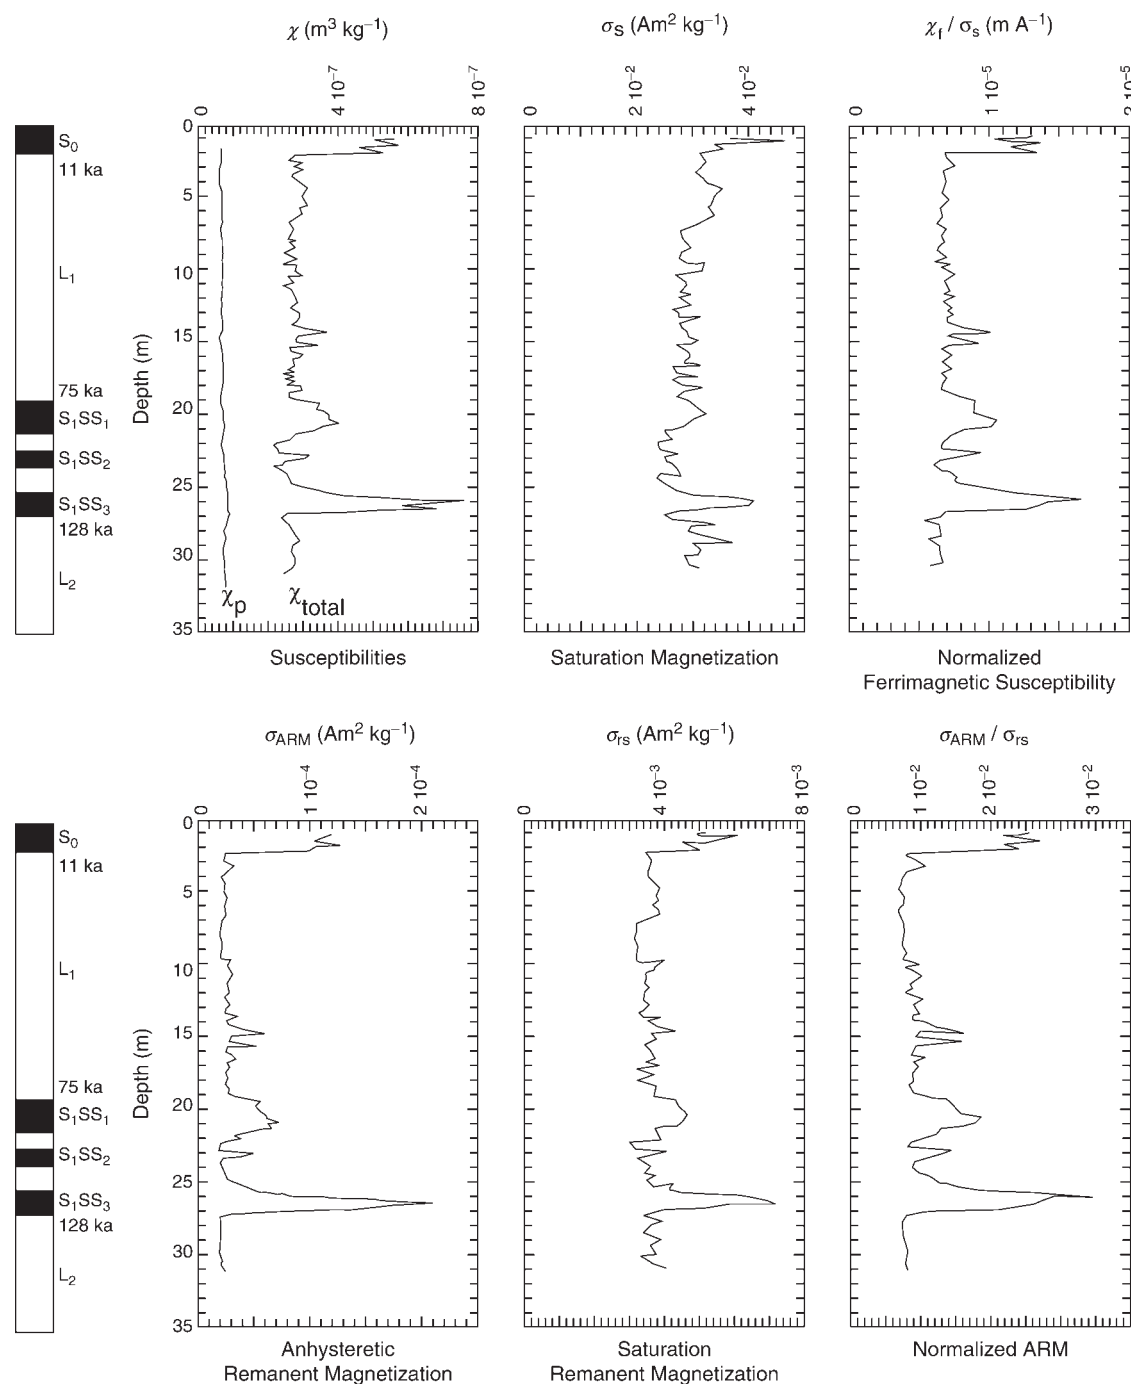 χ (m³ kg⁻¹)
σS (Am² kg⁻¹)
χf / σs (m A⁻¹)
0 4 10⁻⁷ 8 10⁻⁷
2 10⁻² 4 10⁻²
0 10⁻⁵ 2 10⁻⁵
0
5
10
15
20
25
30
35
Depth (m)
S₀
11 ka
L₁
75 ka
S₁SS₁
S₁SS₂
S₁SS₃
128 ka
L₂
χp
χtotal
Susceptibilities
Saturation Magnetization
Normalized
Ferrimagnetic Susceptibility
σARM (Am² kg⁻¹)
σrs (Am² kg⁻¹)
σARM / σrs
0 1 10⁻⁴ 2 10⁻⁴
0 4 10⁻³ 8 10⁻³
0 1 10⁻² 2 10⁻² 3 10⁻²
0
5
10
15
20
25
30
35
Depth (m)
S₀
11 ka
L₁
75 ka
S₁SS₁
S₁SS₂
S₁SS₃
128 ka
L₂
Anhysteretic
Remanent Magnetization
Saturation
Remanent Magnetization
Normalized ARM